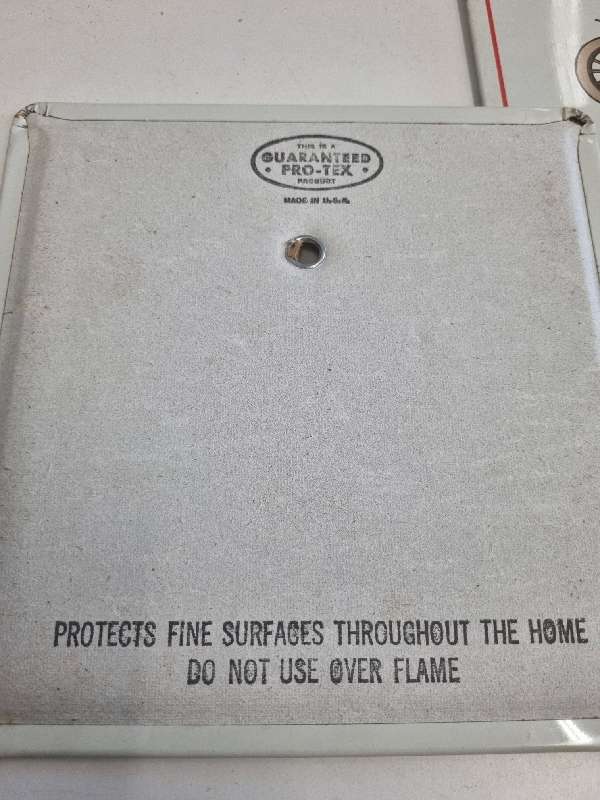 THIS IS A
GUARANTEED
• PRO-TEX •
PRODUCT
MADE IN U.S.A.
PROTECTS FINE SURFACES THROUGHOUT THE HOME
DO NOT USE OVER FLAME